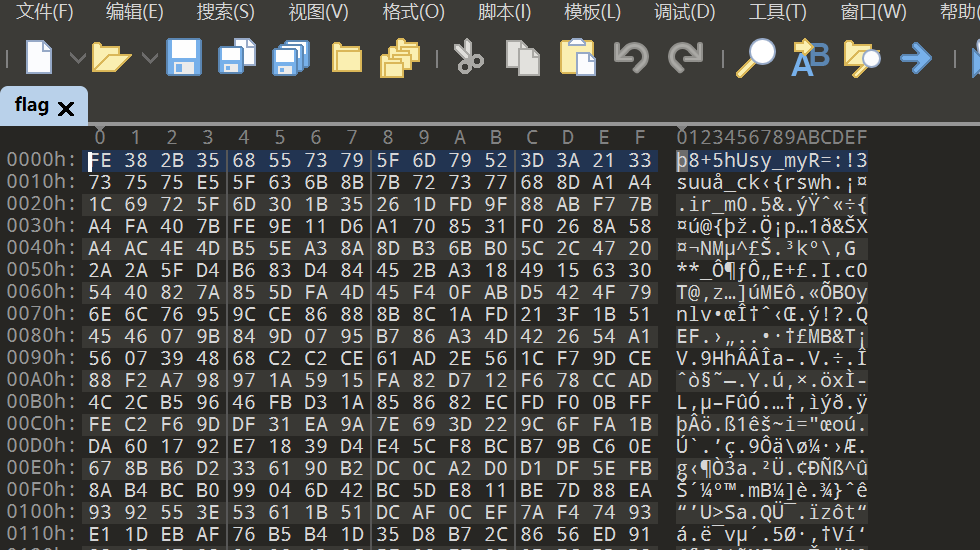 文件(F) 编辑(E) 搜索(S) 视图(V) 格式(O) 脚本(I) 模板(L) 调试(D) 工具(T) 窗口(W) 帮助(
flag
0 1 2 3 4 5 6 7 8 9 A B C D E F 0123456789ABCDEF
0000h: FE 38 2B 35 68 55 73 79 5F 6D 79 52 3D 3A 21 33 þ8+5hUsy_myR=:!3
0010h: 73 75 75 E5 5F 63 6B 8B 7B 72 73 77 68 8D A1 A4 suuå_ck‹{rswh.¡¤
0020h: 1C 69 72 5F 6D 30 1B 35 26 1D FD 9F 88 AB F7 7B .ir_m0.5&.ýŸˆ«÷{
0030h: A4 FA 40 7B FE 9E 11 D6 A1 70 85 31 F0 26 8A 58 ¤ú@{þž.Ö¡p…1ð&ŠX
0040h: A4 AC 4E 4D B5 5E A3 8A 8D B3 6B B0 5C 2C 47 20 ¤¬NMµ^£Š.³k°\,G
0050h: 2A 2A 5F D4 B6 83 D4 84 45 2B A3 18 49 15 63 30 **_Ô¶ƒÔ„E+£.I.c0
0060h: 54 40 82 7A 85 5D FA 4D 45 F4 0F AB D5 42 4F 79 T@‚z…]úMEô.«ÕBOy
0070h: 6E 6C 76 95 9C CE 86 88 8B 8C 1A FD 21 3F 1B 51 nlv•œÎ†ˆ‹Œ.ý!?.Q
0080h: 45 46 07 9B 84 9D 07 95 B7 86 A3 4D 42 26 54 A1 EF.›„..•·†£MB&T¡
0090h: 56 07 39 48 68 C2 C2 CE 61 AD 2E 56 1C F7 9D CE V.9HhÂÂÎa-.V.÷.Î
00A0h: 88 F2 A7 98 97 1A 59 15 FA 82 D7 12 F6 78 CC AD ˆò§˜—.Y.ú‚×.öxÌ-
00B0h: 4C 2C B5 96 46 FB D3 1A 85 86 82 EC FD F0 0B FF L,µ–FûÓ.…†‚ìýð.ÿ
00C0h: FE C2 F6 9D DF 31 EA 9A 7E 69 3D 22 9C 6F FA 1B þÂö.ß1êš~i="œoú.
00D0h: DA 60 17 92 E7 18 39 D4 E4 5C F8 BC B7 9B C6 0E Ú`.’ç.9Ôä\ø¼·›Æ.
00E0h: 67 8B B6 D2 33 61 90 B2 DC 0C A2 D0 D1 DF 5E FB g‹¶Ò3a.²Ü.¢ÐÑß^û
00F0h: 8A B4 BC B0 99 04 6D 42 BC 5D E8 11 BE 7D 88 EA Š´¼°™.mB¼]è.¾}ˆê
0100h: 93 92 55 3E 53 61 1B 51 DC AF 0C EF 7A F4 74 93 “’U>Sa.QÜ¯.ïzôt“
0110h: E1 1D EB AF 76 B5 B4 1D 35 D8 B7 2C 86 56 ED 91 á.ë¯vµ´.5Ø·,†Ví‘